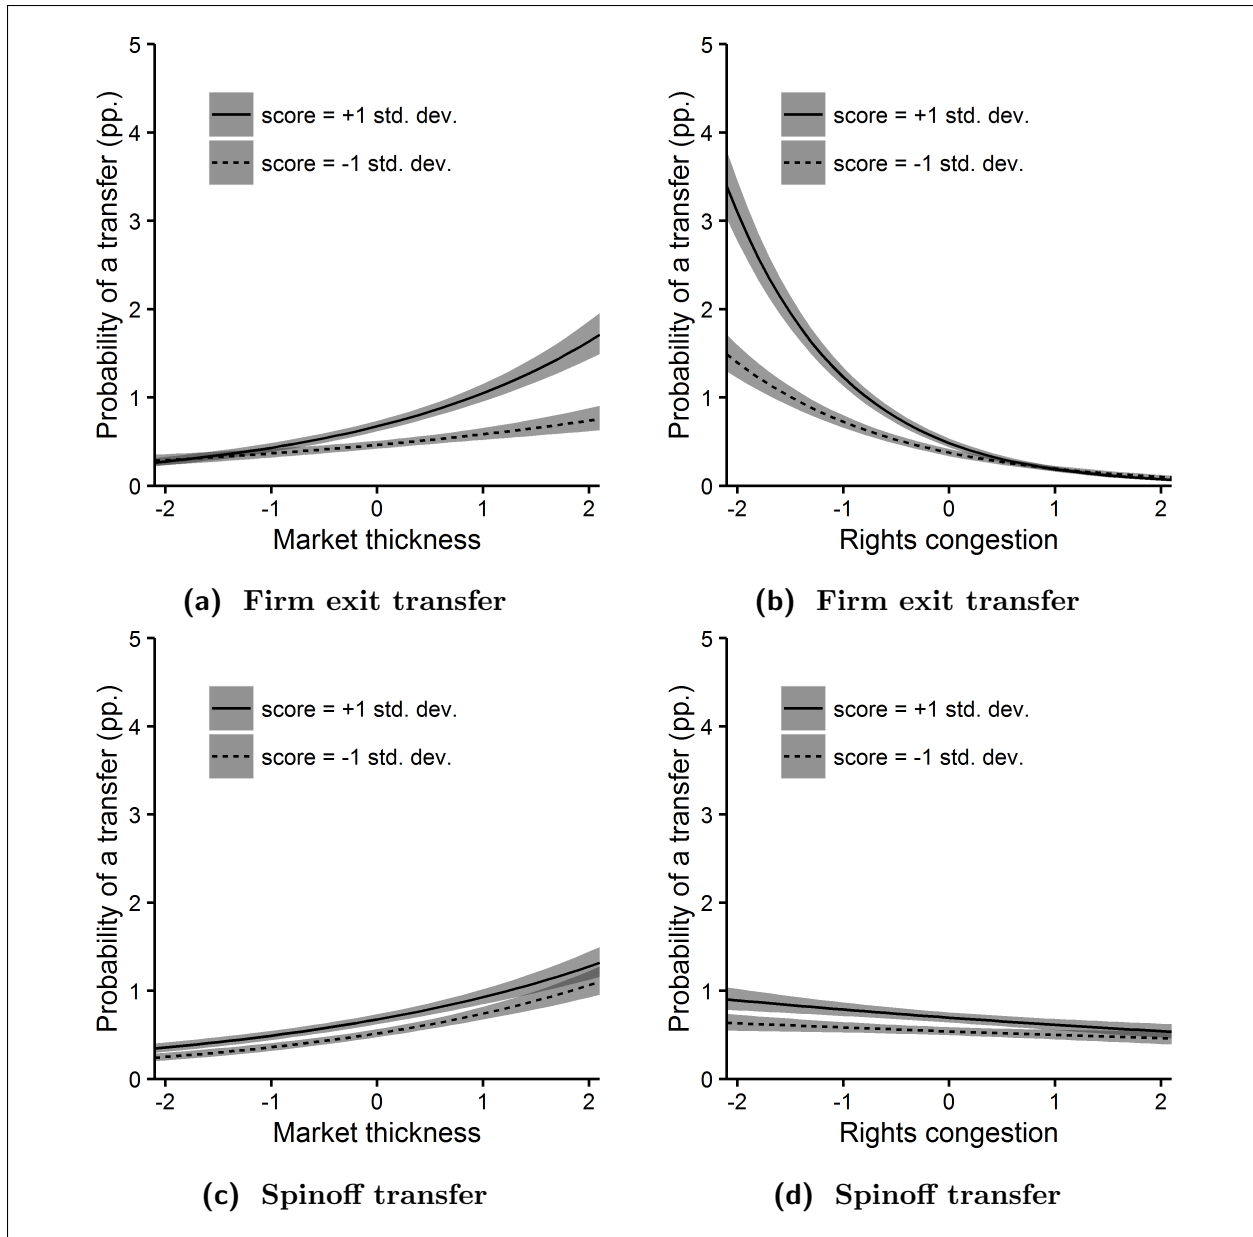 5
4
3
2
1
0
Probability of a transfer (pp.)
score = +1 std. dev.
score = -1 std. dev.
-2 -1 0 1 2
Market thickness
(a) Firm exit transfer
5
4
3
2
1
0
Probability of a transfer (pp.)
score = +1 std. dev.
score = -1 std. dev.
-2 -1 0 1 2
Rights congestion
(b) Firm exit transfer
5
4
3
2
1
0
Probability of a transfer (pp.)
score = +1 std. dev.
score = -1 std. dev.
-2 -1 0 1 2
Market thickness
(c) Spinoff transfer
5
4
3
2
1
0
Probability of a transfer (pp.)
score = +1 std. dev.
score = -1 std. dev.
-2 -1 0 1 2
Rights congestion
(d) Spinoff transfer